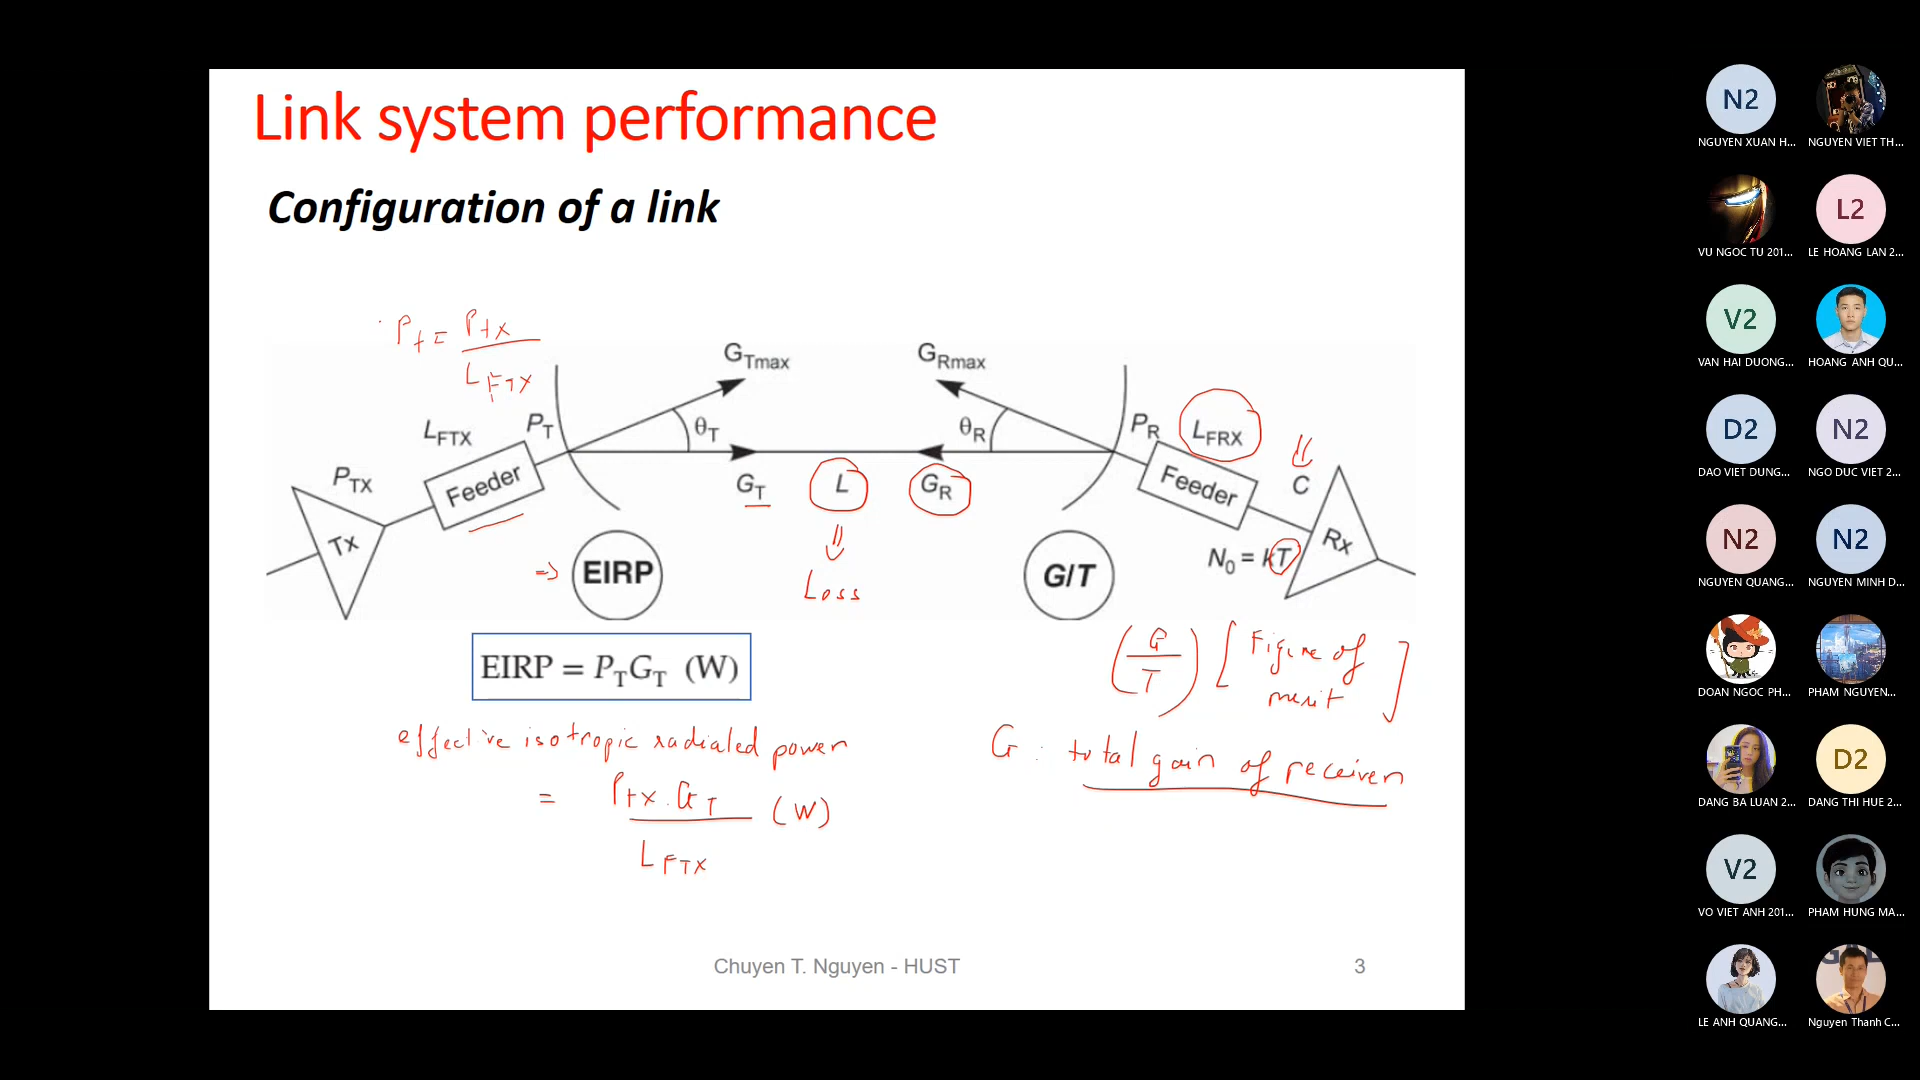 Link system performance
Configuration of a link
Pt = Ptx
LFTX
GTmax
GRmax
LFTX
PT
θT
θR
PR
LFRX
PTX
Feeder
GT
L
GR
Feeder
C
Tx
Rx
N0 = kT
=> EIRP
Loss
G/T
EIRP = PTGT (W)
(G/T) [Figure of
merit]
effective isotropic radialed power
G : total gain of receiver
= Ptx . GT (W)
LFTX
Chuyen T. Nguyen - HUST
3
N2
NGUYEN XUAN H...
NGUYEN VIET TH...
VU NGOC TU 201...
L2
LE HOANG LAN 2...
V2
VAN HAI DUONG...
HOANG ANH QU...
D2
DAO VIET DUNG...
N2
NGO DUC VIET 2...
N2
NGUYEN QUANG...
N2
NGUYEN MINH D...
DOAN NGOC PH...
PHAM NGUYEN...
DANG BA LUAN 2...
D2
DANG THI HUE 2...
V2
VO VIET ANH 201...
PHAM HUNG MA...
LE ANH QUANG...
Nguyen Thanh C...